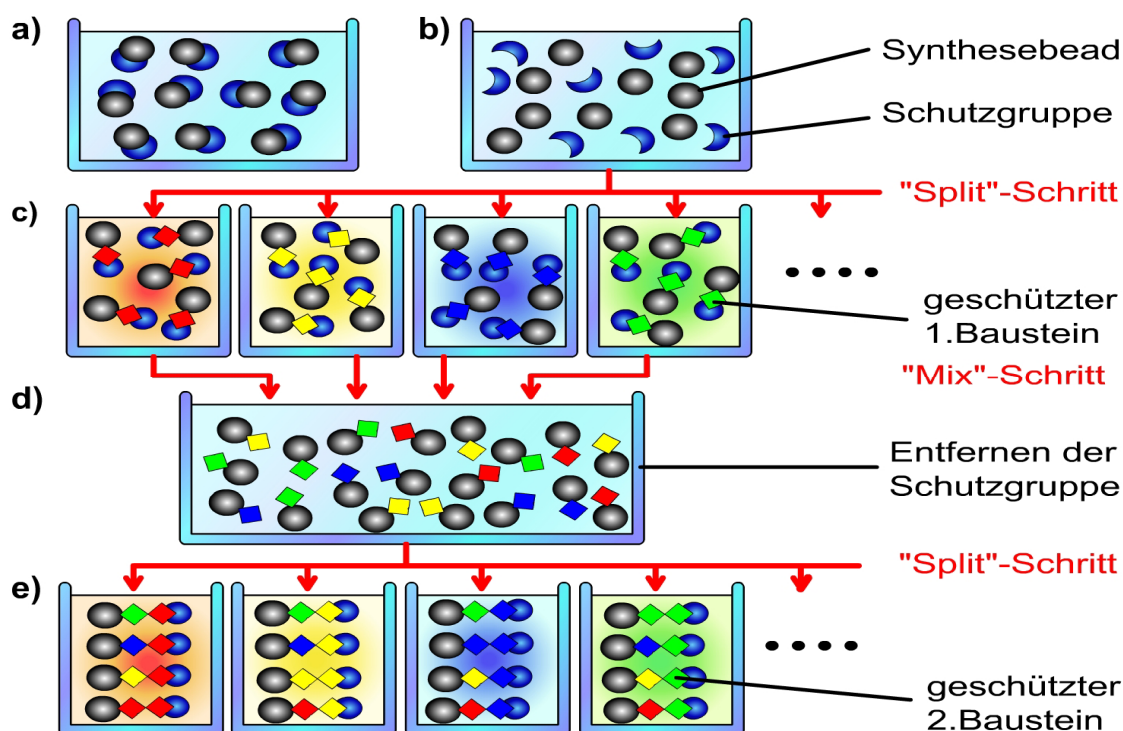 a)
b)
Synthesebead
Schutzgruppe
"Split"-Schritt
c)
geschützter
1.Baustein
"Mix"-Schritt
d)
Entfernen der
Schutzgruppe
"Split"-Schritt
e)
geschützter
2.Baustein